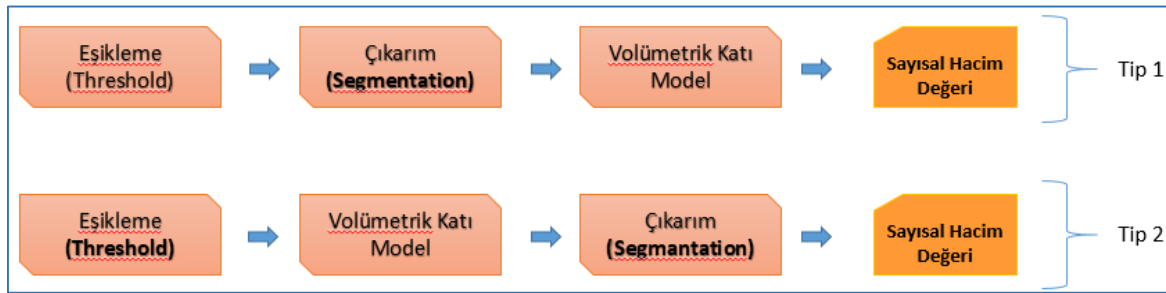 Eşikleme
(Threshold)
Çıkarım
(Segmentation)
Volümetrik Katı
Model
Sayısal Hacim
Değeri
Tip 1
Eşikleme
(Threshold)
Volümetrik Katı
Model
Çıkarım
(Segmantation)
Sayısal Hacim
Değeri
Tip 2